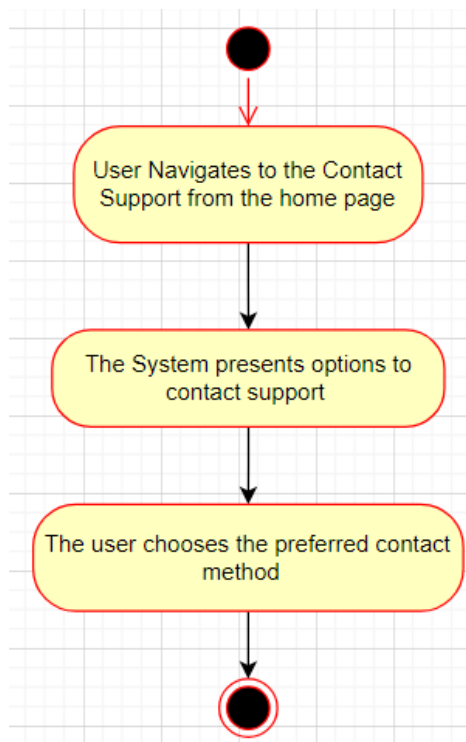 User Navigates to the Contact
Support from the home page
The System presents options to
contact support
The user chooses the preferred contact
method